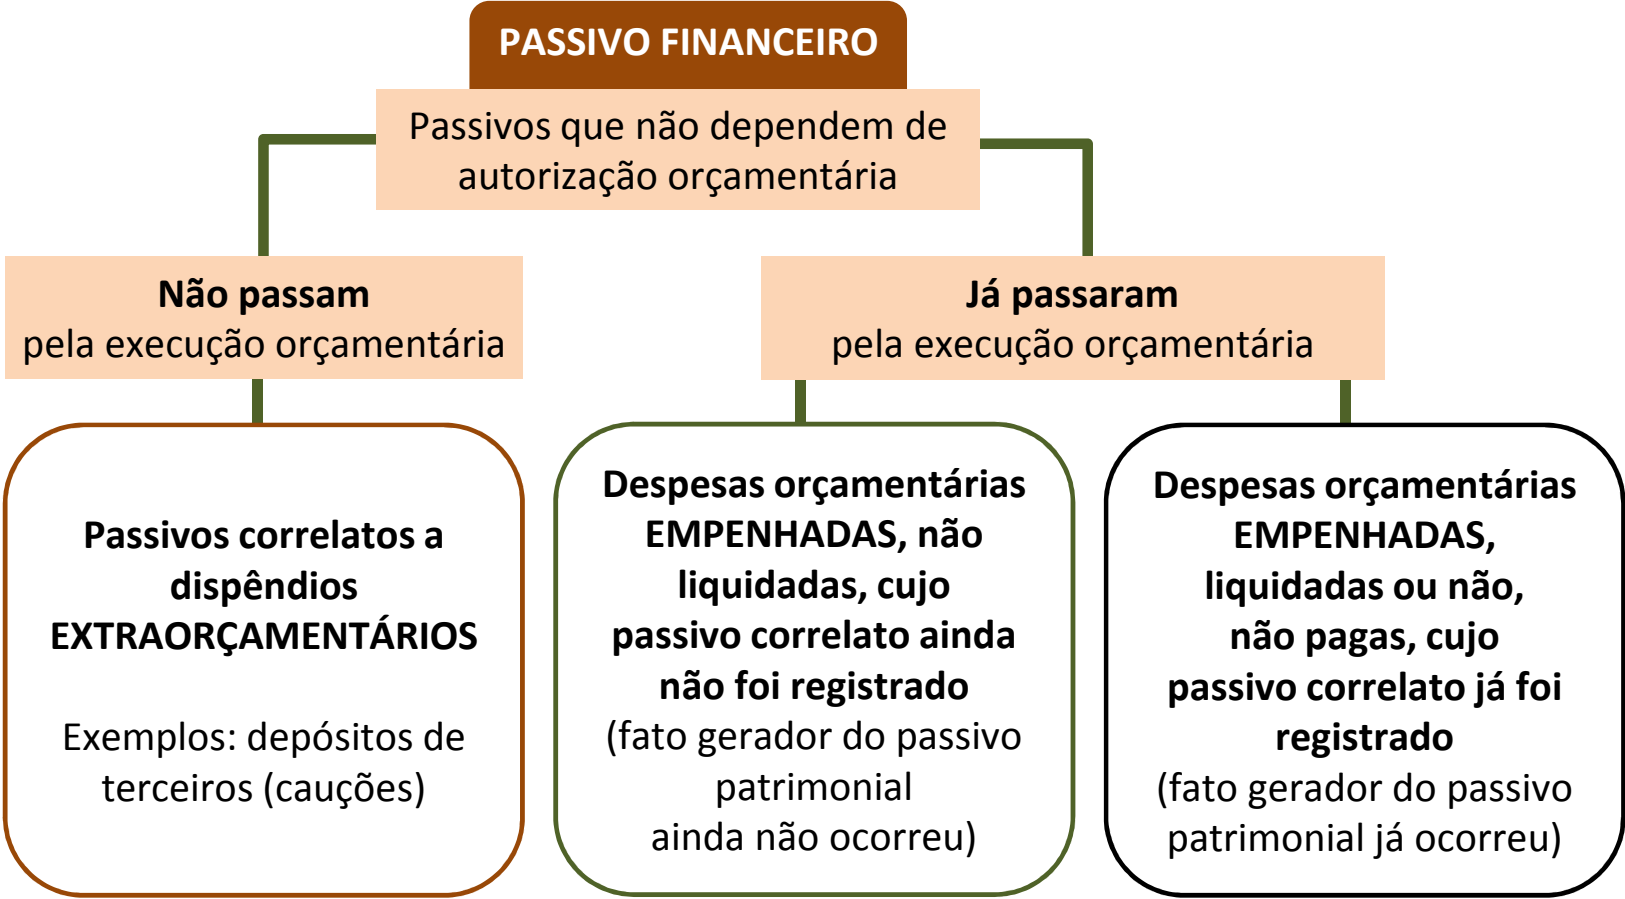 PASSIVO FINANCEIRO
Passivos que não dependem de
autorização orçamentária
Não passam
pela execução orçamentária
Já passaram
pela execução orçamentária
Passivos correlatos a
dispêndios
EXTRAORÇAMENTÁRIOS
Exemplos: depósitos de
terceiros (cauções)
Despesas orçamentárias
EMPENHADAS, não
liquidadas, cujo
passivo correlato ainda
não foi registrado
(fato gerador do passivo
patrimonial
ainda não ocorreu)
Despesas orçamentárias
EMPENHADAS,
liquidadas ou não,
não pagas, cujo
passivo correlato já foi
registrado
(fato gerador do passivo
patrimonial já ocorreu)